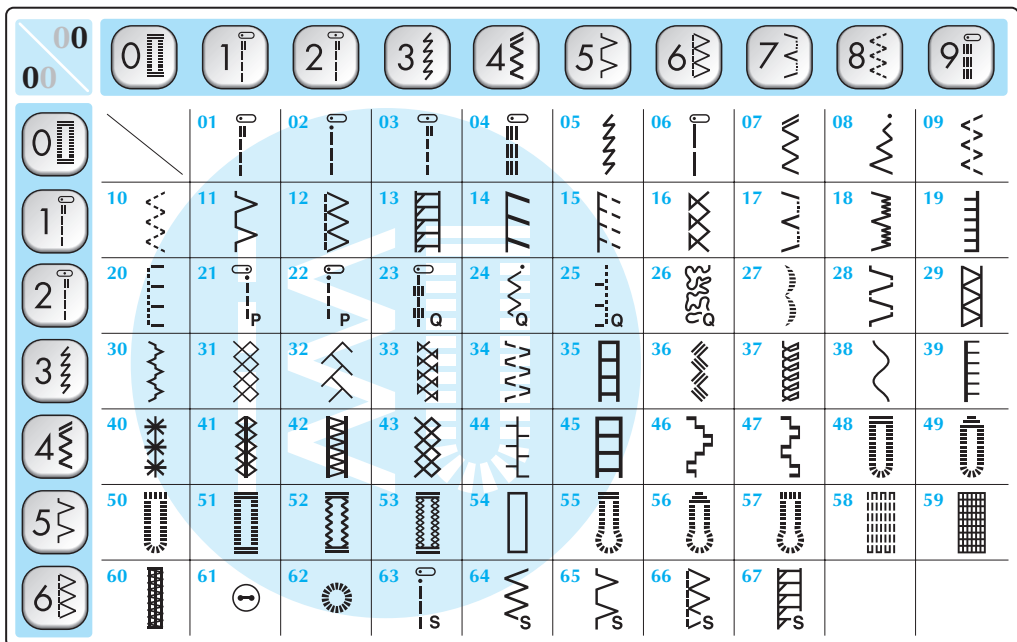 00
00
0 1 2 3 4 5 6 7 8 9
0 01 02 03 04 05 06 07 08 09
1 10 11 12 13 14 15 16 17 18 19
2 20 21 P 22 P 23 Q 24 Q 25 Q 26 Q 27 28 29
3 30 31 32 33 34 35 36 37 38 39
4 40 41 42 43 44 45 46 47 48 49
5 50 51 52 53 54 55 56 57 58 59
6 60 61 62 63 S 64 S 65 S 66 S 67 S